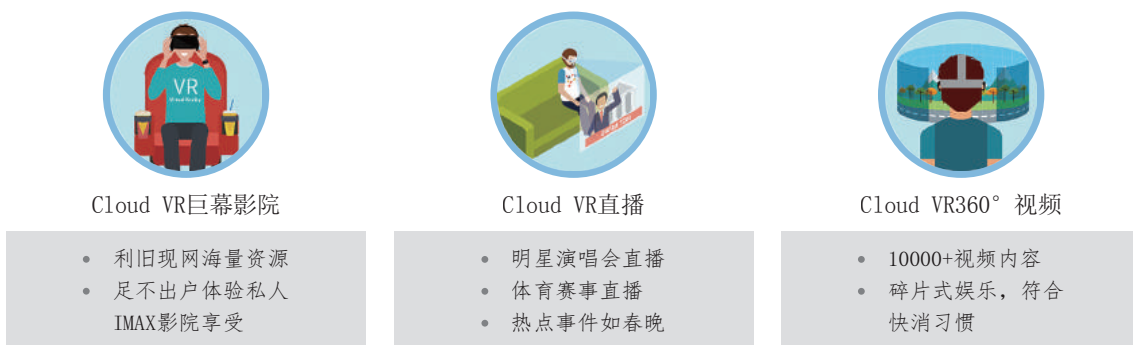 VR
Virtual Reality
Cloud VR巨幕影院
利旧现网海量资源
足不出户体验私人
IMAX影院享受
Cloud VR直播
明星演唱会直播
体育赛事直播
热点事件如春晚
Cloud VR360°视频
10000+视频内容
碎片式娱乐，符合
快消习惯